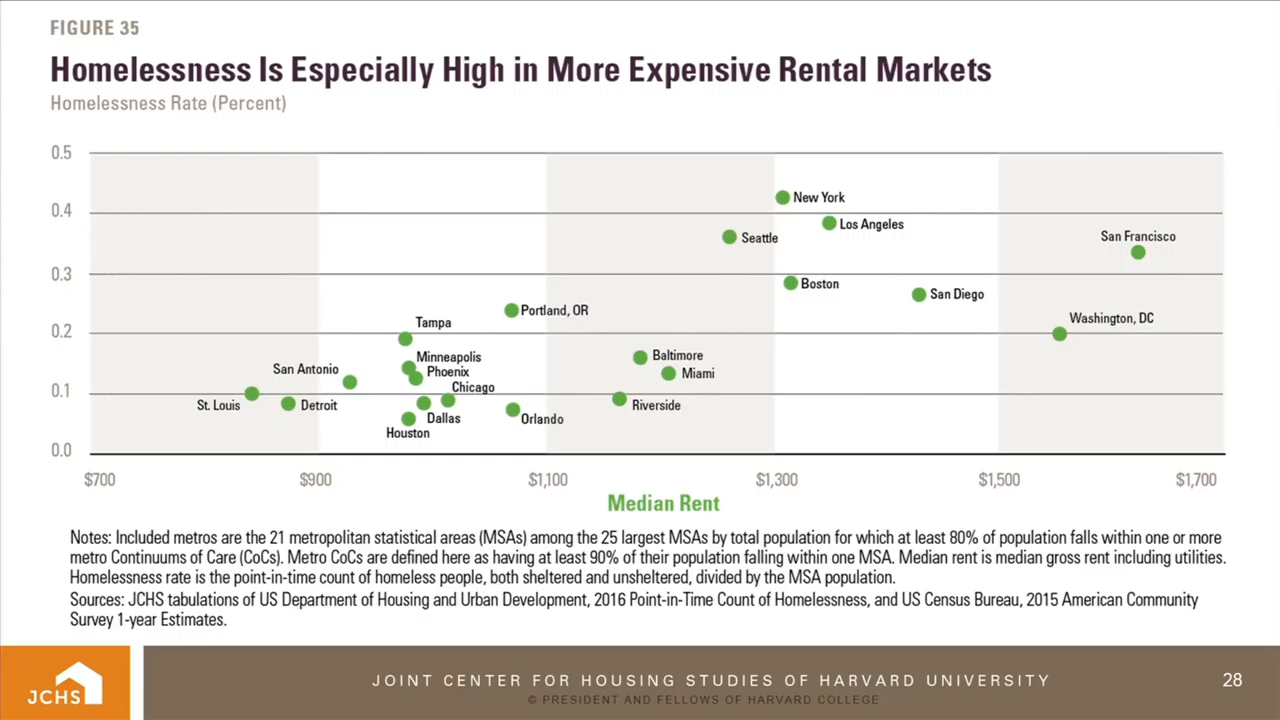 FIGURE 35
Homelessness Is Especially High in More Expensive Rental Markets
Homelessness Rate (Percent)
0.5
0.4
0.3
0.2
0.1
0.0
New York
Los Angeles
Seattle
San Francisco
Boston
San Diego
Portland, OR
Washington, DC
Tampa
Minneapolis
Baltimore
San Antonio
Phoenix
Miami
Chicago
St. Louis
Detroit
Riverside
Dallas
Orlando
Houston
$700
$900
$1,100
$1,300
$1,500
$1,700
Median Rent
Notes: Included metros are the 21 metropolitan statistical areas (MSAs) among the 25 largest MSAs by total population for which at least 80% of population falls within one or more
metro Continuums of Care (CoCs). Metro CoCs are defined here as having at least 90% of their population falling within one MSA. Median rent is median gross rent including utilities.
Homelessness rate is the point-in-time count of homeless people, both sheltered and unsheltered, divided by the MSA population.
Sources: JCHS tabulations of US Department of Housing and Urban Development, 2016 Point-in-Time Count of Homelessness, and US Census Bureau, 2015 American Community
Survey 1-year Estimates.
JCHS
JOINT CENTER FOR HOUSING STUDIES OF HARVARD UNIVERSITY
28
© PRESIDENT AND FELLOWS OF HARVARD COLLEGE